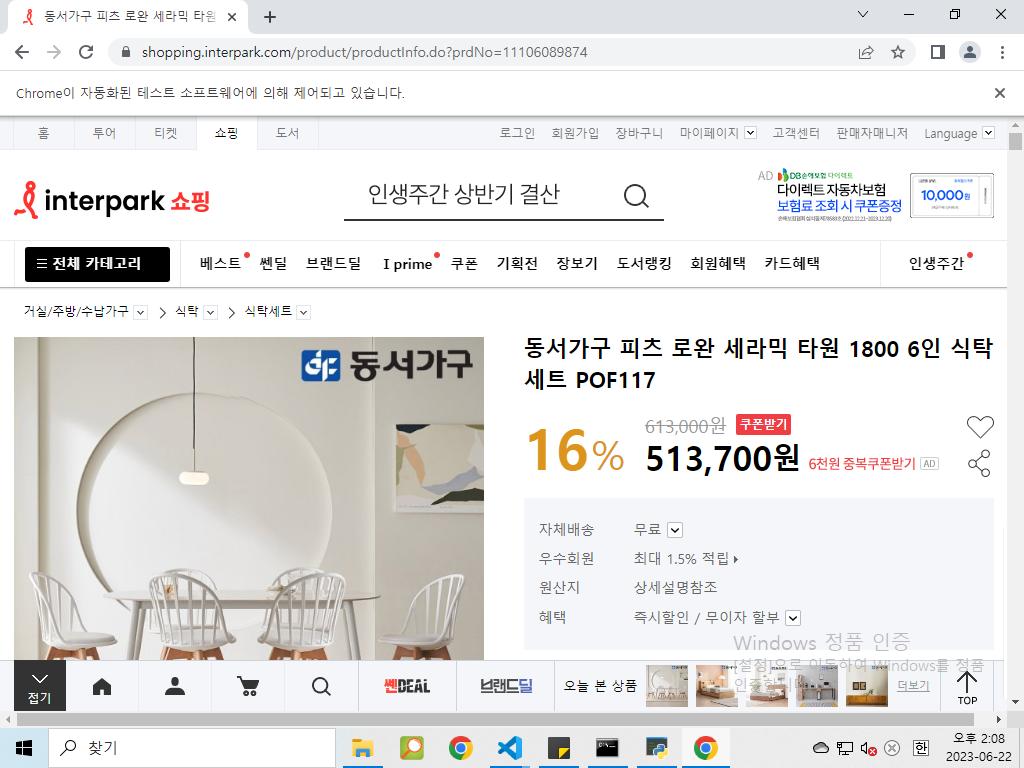 동서가구 피츠 로완 세라믹 타원
shopping.interpark.com/product/productInfo.do?prdNo=11106089874
Chrome이 자동화된 테스트 소프트웨어에 의해 제어되고 있습니다.
홈 투어 티켓 쇼핑 도서 로그인 회원가입 장바구니 마이페이지 고객센터 판매자매니저 Language
interpark 쇼핑
인생주간 상반기 결산
AD DB손해보험 다이렉트
다이렉트 자동차보험
보험료 조회 시 쿠폰증정
10,000원
전체 카테고리 베스트 쎈딜 브랜드딜 I prime 쿠폰 기획전 장보기 도서랭킹 회원혜택 카드혜택 인생주간
거실/주방/수납가구 식탁 식탁세트
동서가구
동서가구 피츠 로완 세라믹 타원 1800 6인 식탁
세트 POF117
16% 613,000원 쿠폰받기
513,700원 6천원 중복쿠폰받기 AD
자체배송 무료
우수회원 최대 1.5% 적립
원산지 상세설명참조
혜택 즉시할인 / 무이자 할부
Windows 정품 인증
[설정]으로 이동하여 Windows를 정품
인증합니다.
접기 쎈DEAL 브랜드딜 오늘 본 상품 더보기 TOP
찾기
오후 2:08
2023-06-22
한